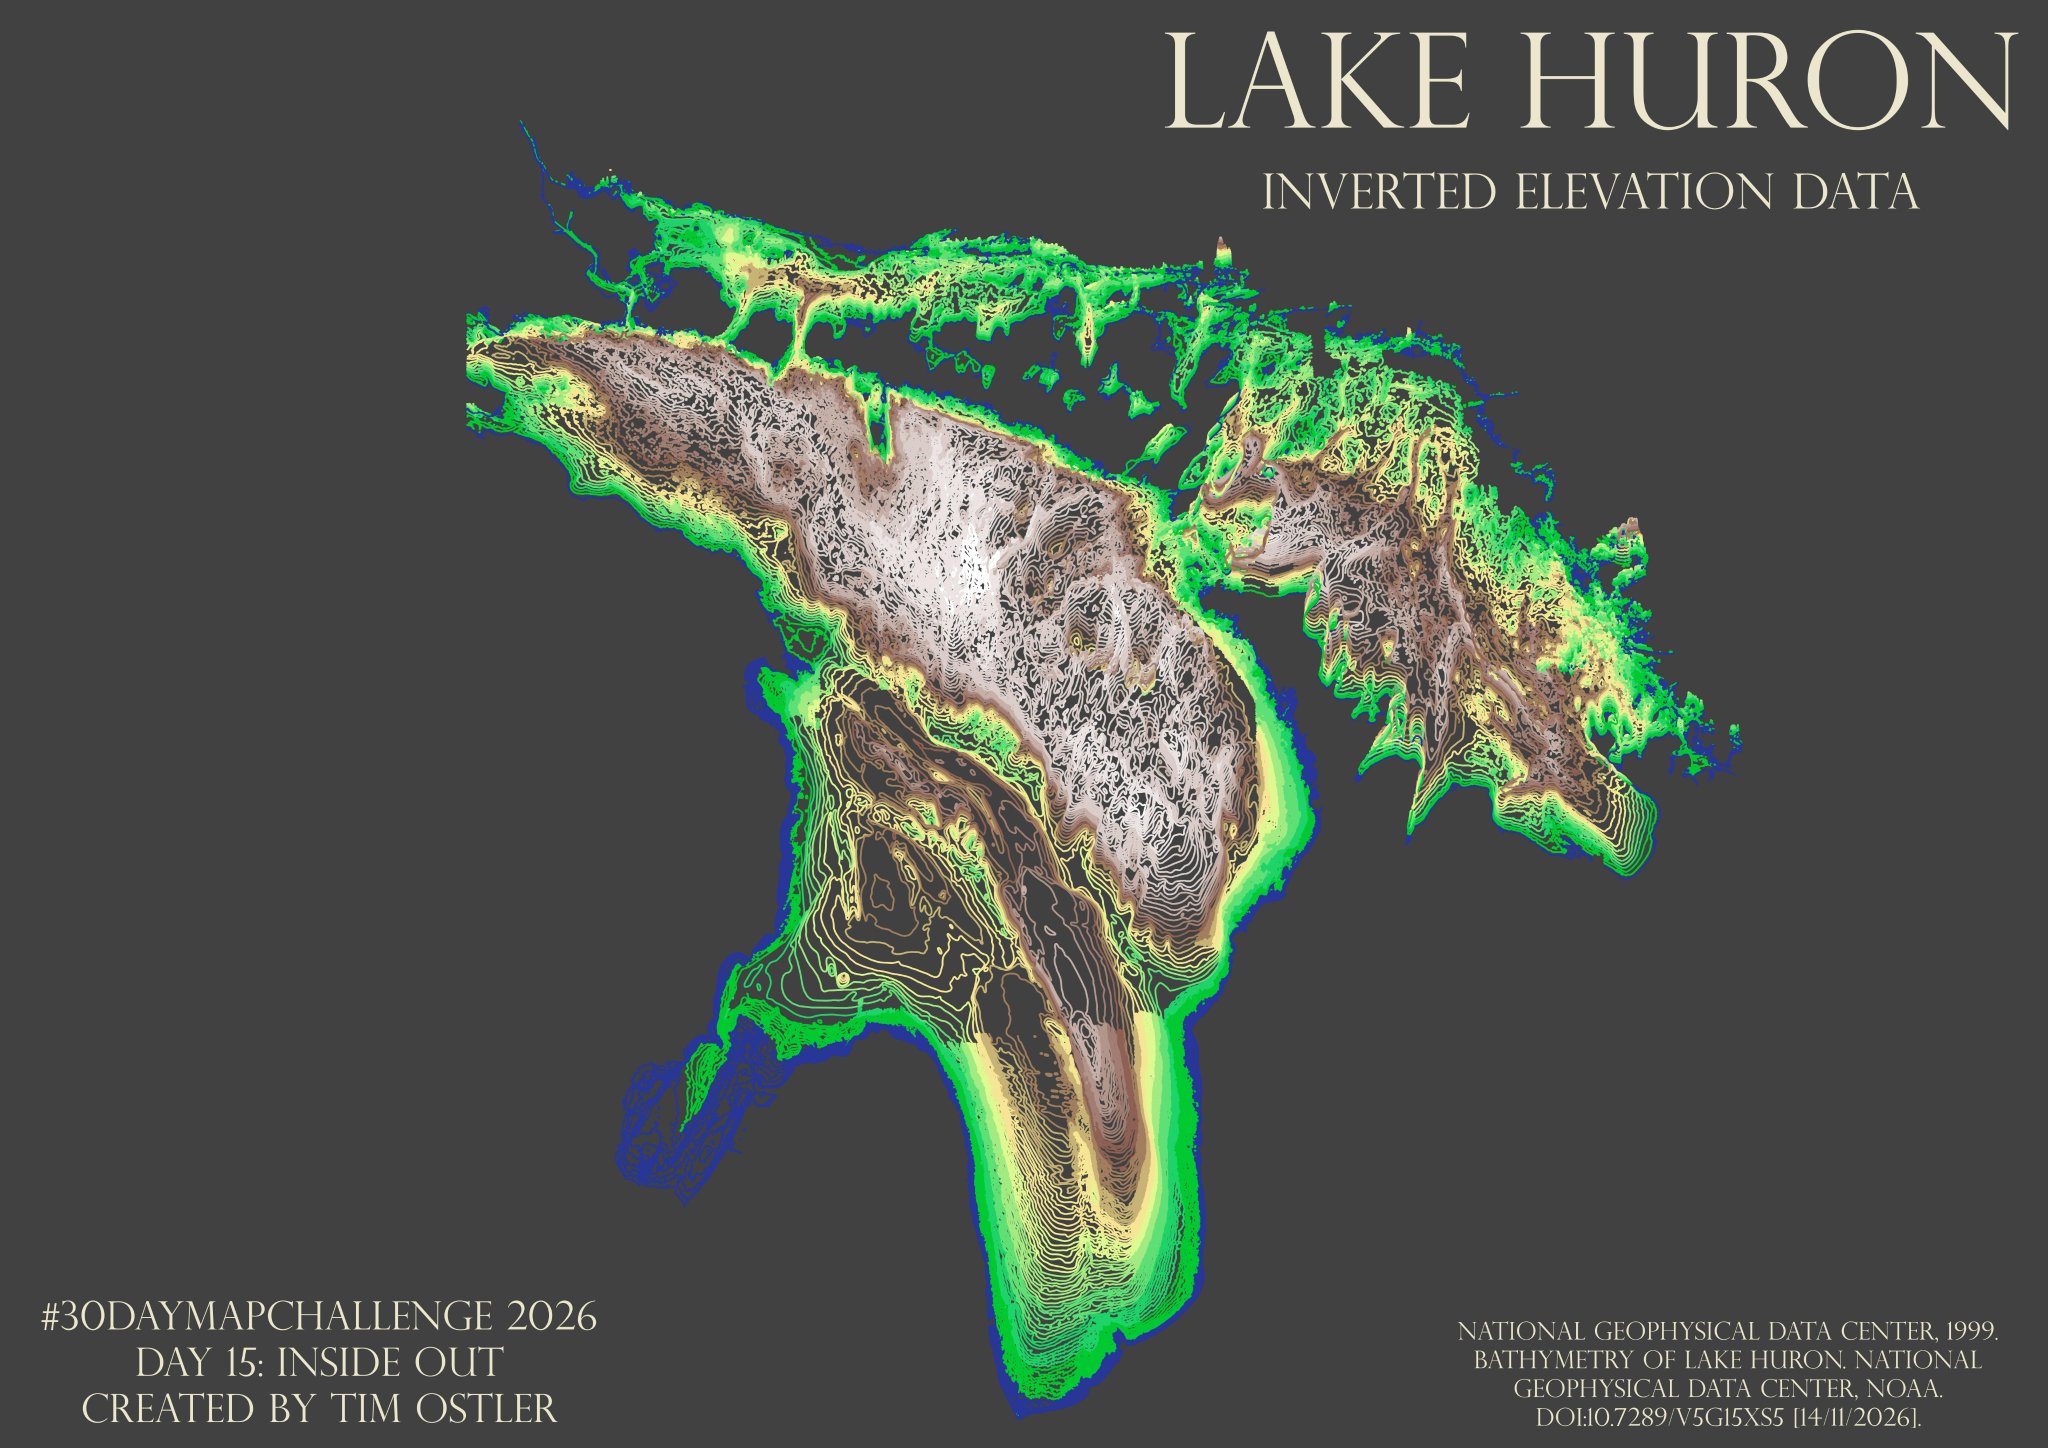 LAKE HURON
INVERTED ELEVATION DATA
#30DAYMAPCHALLENGE 2026
DAY 15: INSIDE OUT
CREATED BY TIM OSTLER
NATIONAL GEOPHYSICAL DATA CENTER, 1999.
BATHYMETRY OF LAKE HURON. NATIONAL
GEOPHYSICAL DATA CENTER, NOAA.
DOI:10.7289/V5G15XS5 [14/11/2026].